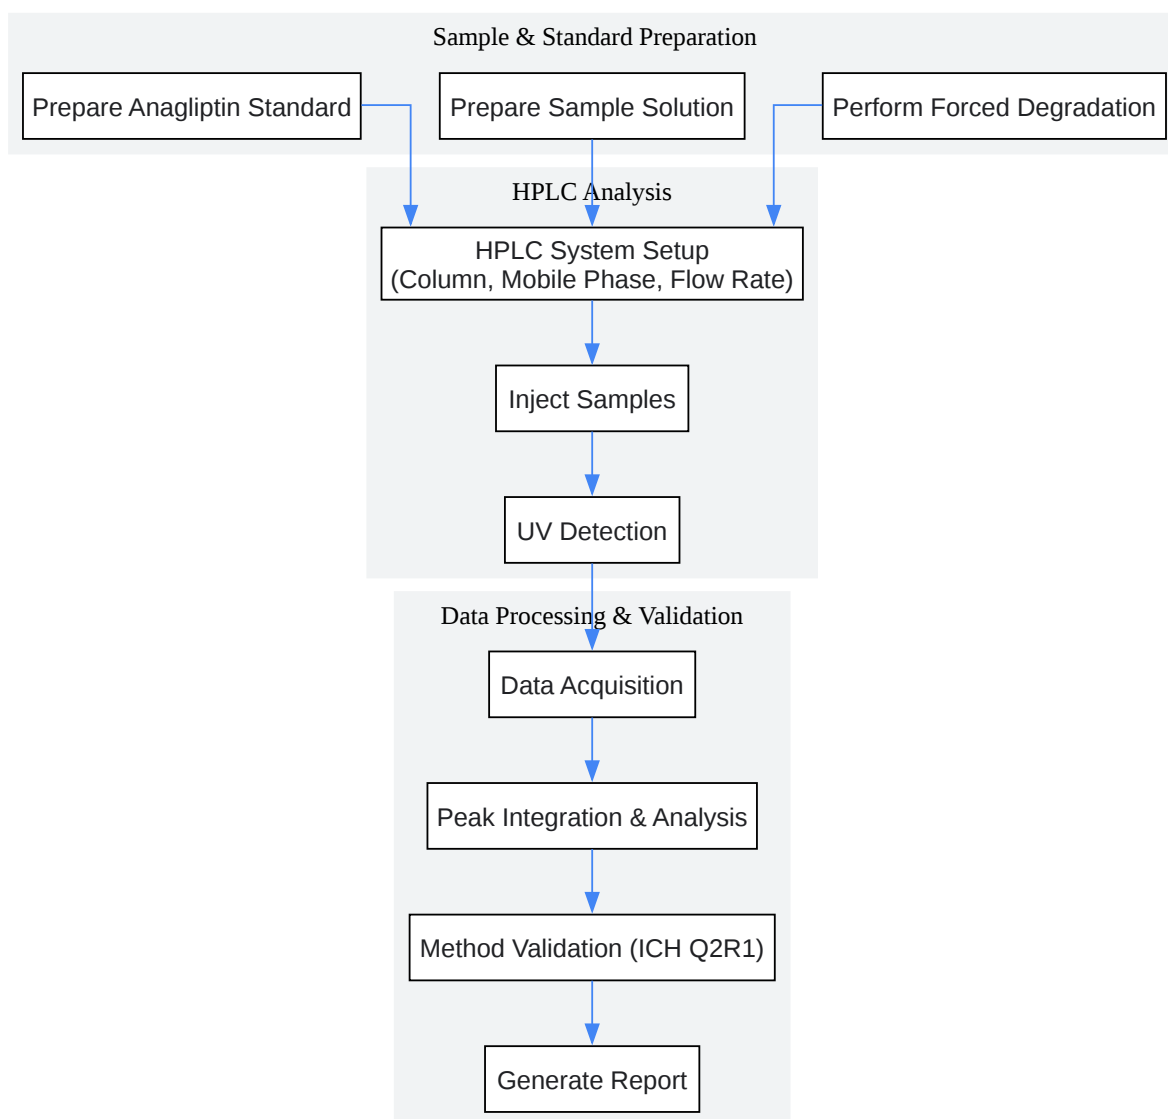 Sample & Standard Preparation
Prepare Anagliptin Standard
Prepare Sample Solution
Perform Forced Degradation
HPLC Analysis
HPLC System Setup
(Column, Mobile Phase, Flow Rate)
Inject Samples
UV Detection
Data Processing & Validation
Data Acquisition
Peak Integration & Analysis
Method Validation (ICH Q2R1)
Generate Report